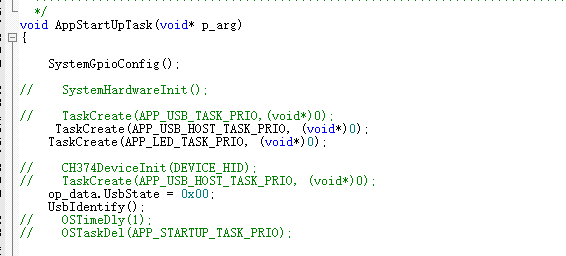 */
void AppStartUpTask(void* p_arg)
{
SystemGpioConfig();
//   SystemHardwareInit();
//   TaskCreate(APP_USB_TASK_PRIO, (void*)0);
TaskCreate(APP_USB_HOST_TASK_PRIO, (void*)0);
TaskCreate(APP_LED_TASK_PRIO, (void*)0);
//   CH374DeviceInit(DEVICE_HID);
//   TaskCreate(APP_USB_HOST_TASK_PRIO, (void*)0);
op_data.UsbState = 0x00;
UsbIdentify();
//   OSTimeDly(1);
//   OSTaskDel(APP_STARTUP_TASK_PRIO);